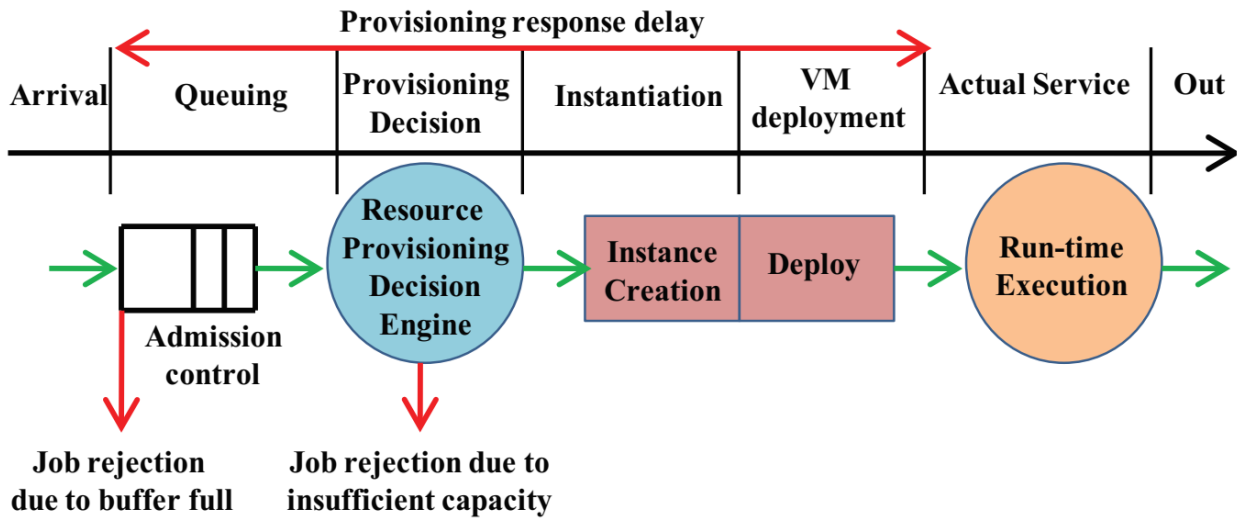 Provisioning response delay
Arrival
Queuing
Provisioning
Decision
Instantiation
VM
deployment
Actual Service
Out
Resource
Provisioning
Decision
Engine
Instance
Creation
Deploy
Run-time
Execution
Admission
control
Job rejection
due to buffer full
Job rejection due to
insufficient capacity